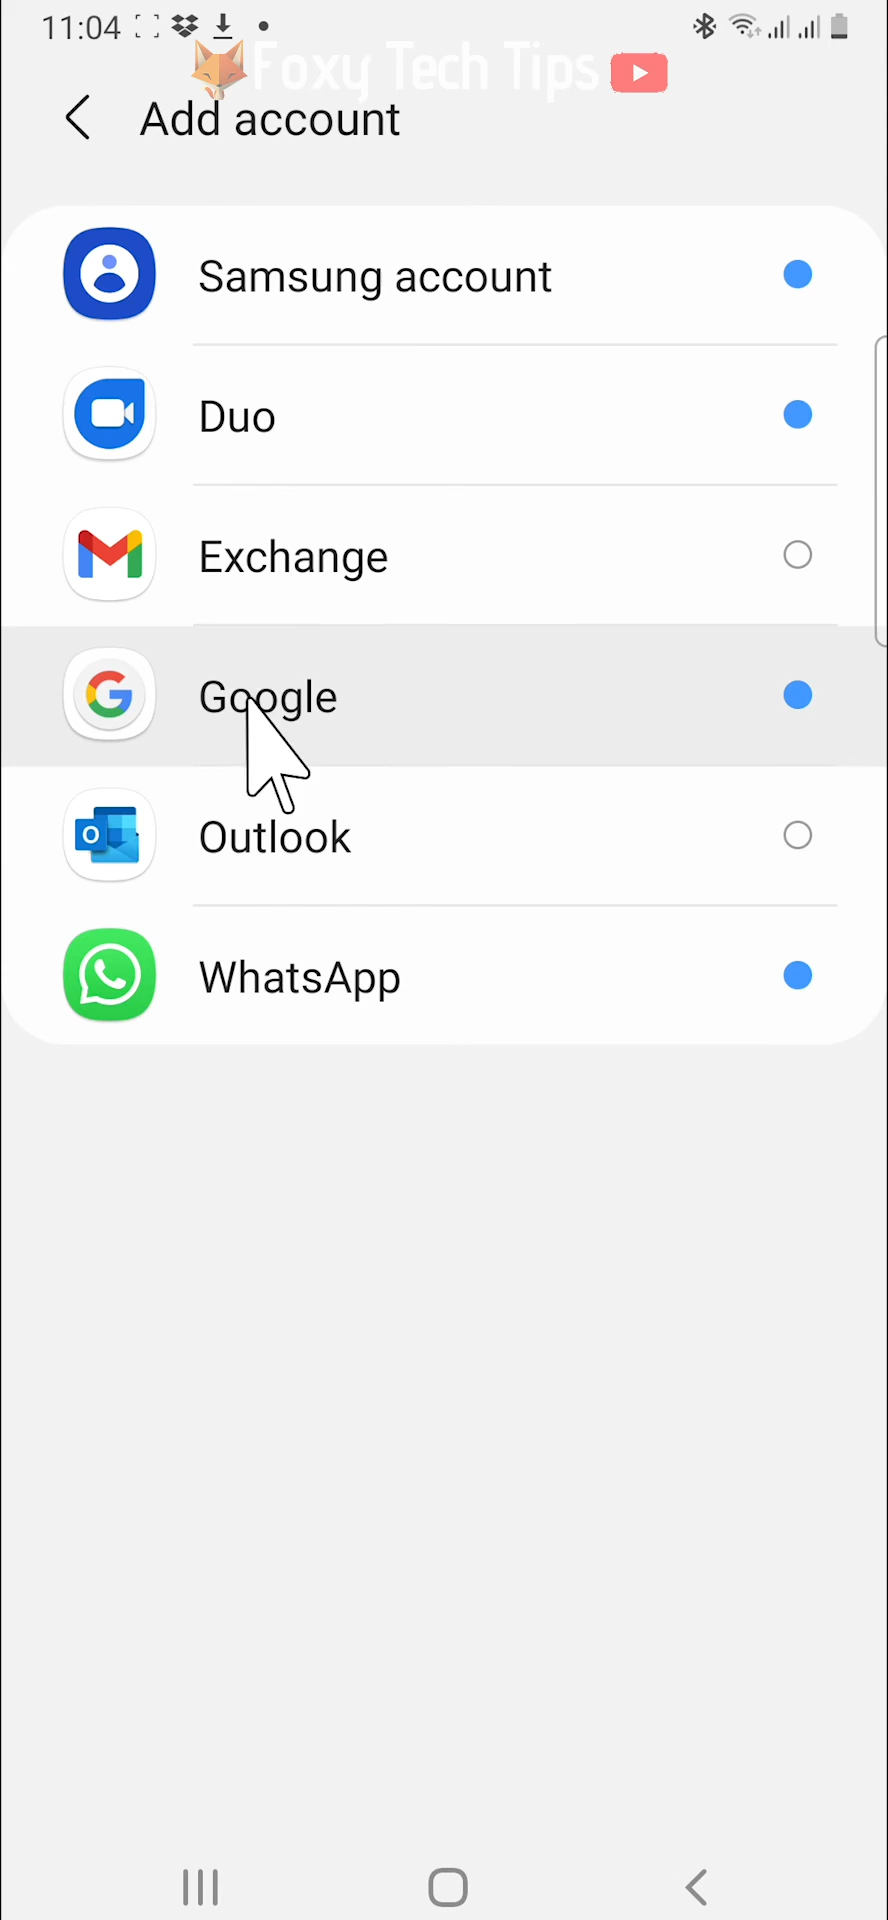 11:04
Foxy Tech Tips
Add account
Samsung account
Duo
Exchange
Google
Outlook
WhatsApp